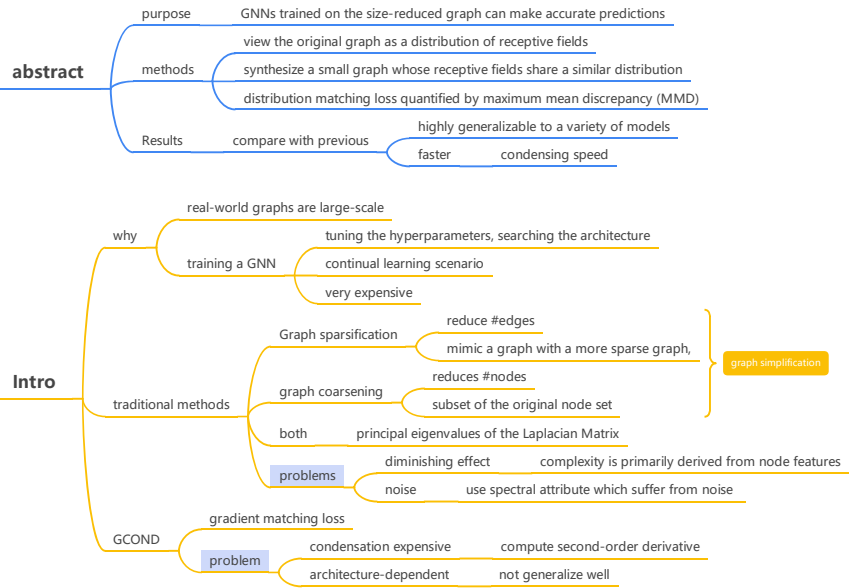 purpose
GNNs trained on the size-reduced graph can make accurate predictions
abstract
methods
view the original graph as a distribution of receptive fields
synthesize a small graph whose receptive fields share a similar distribution
distribution matching loss quantified by maximum mean discrepancy (MMD)
Results
compare with previous
highly generalizable to a variety of models
faster
condensing speed
Intro
why
real-world graphs are large-scale
training a GNN
tuning the hyperparameters, searching the architecture
continual learning scenario
very expensive
traditional methods
Graph sparsification
reduce #edges
mimic a graph with a more sparse graph,
graph coarsening
reduces #nodes
subset of the original node set
graph simplification
both
principal eigenvalues of the Laplacian Matrix
problems
diminishing effect
complexity is primarily derived from node features
noise
use spectral attribute which suffer from noise
GCOND
gradient matching loss
problem
condensation expensive
compute second-order derivative
architecture-dependent
not generalize well